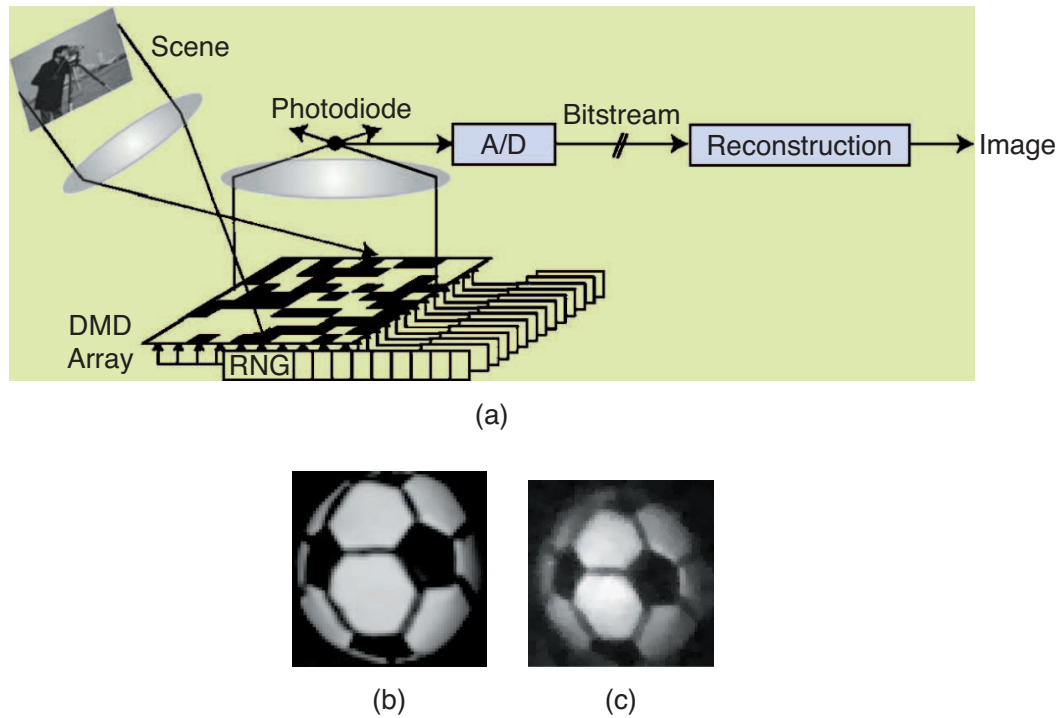 Scene
Photodiode
A/D
Bitstream
Reconstruction
Image
DMD
Array
RNG
(a)
(b)
(c)